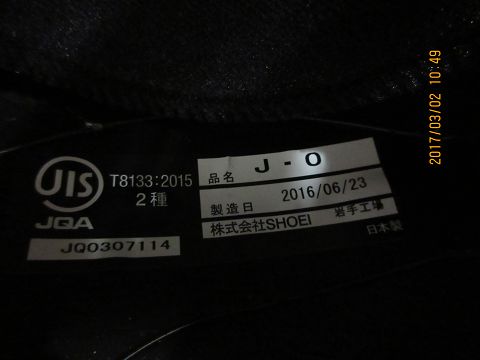 JIS
JQA
T8133:2015
2種
JQ0307114
品名 J-O
製造日 2016/06/23
株式会社SHOEI 岩手工場
日本製
2017/03/02 10:49